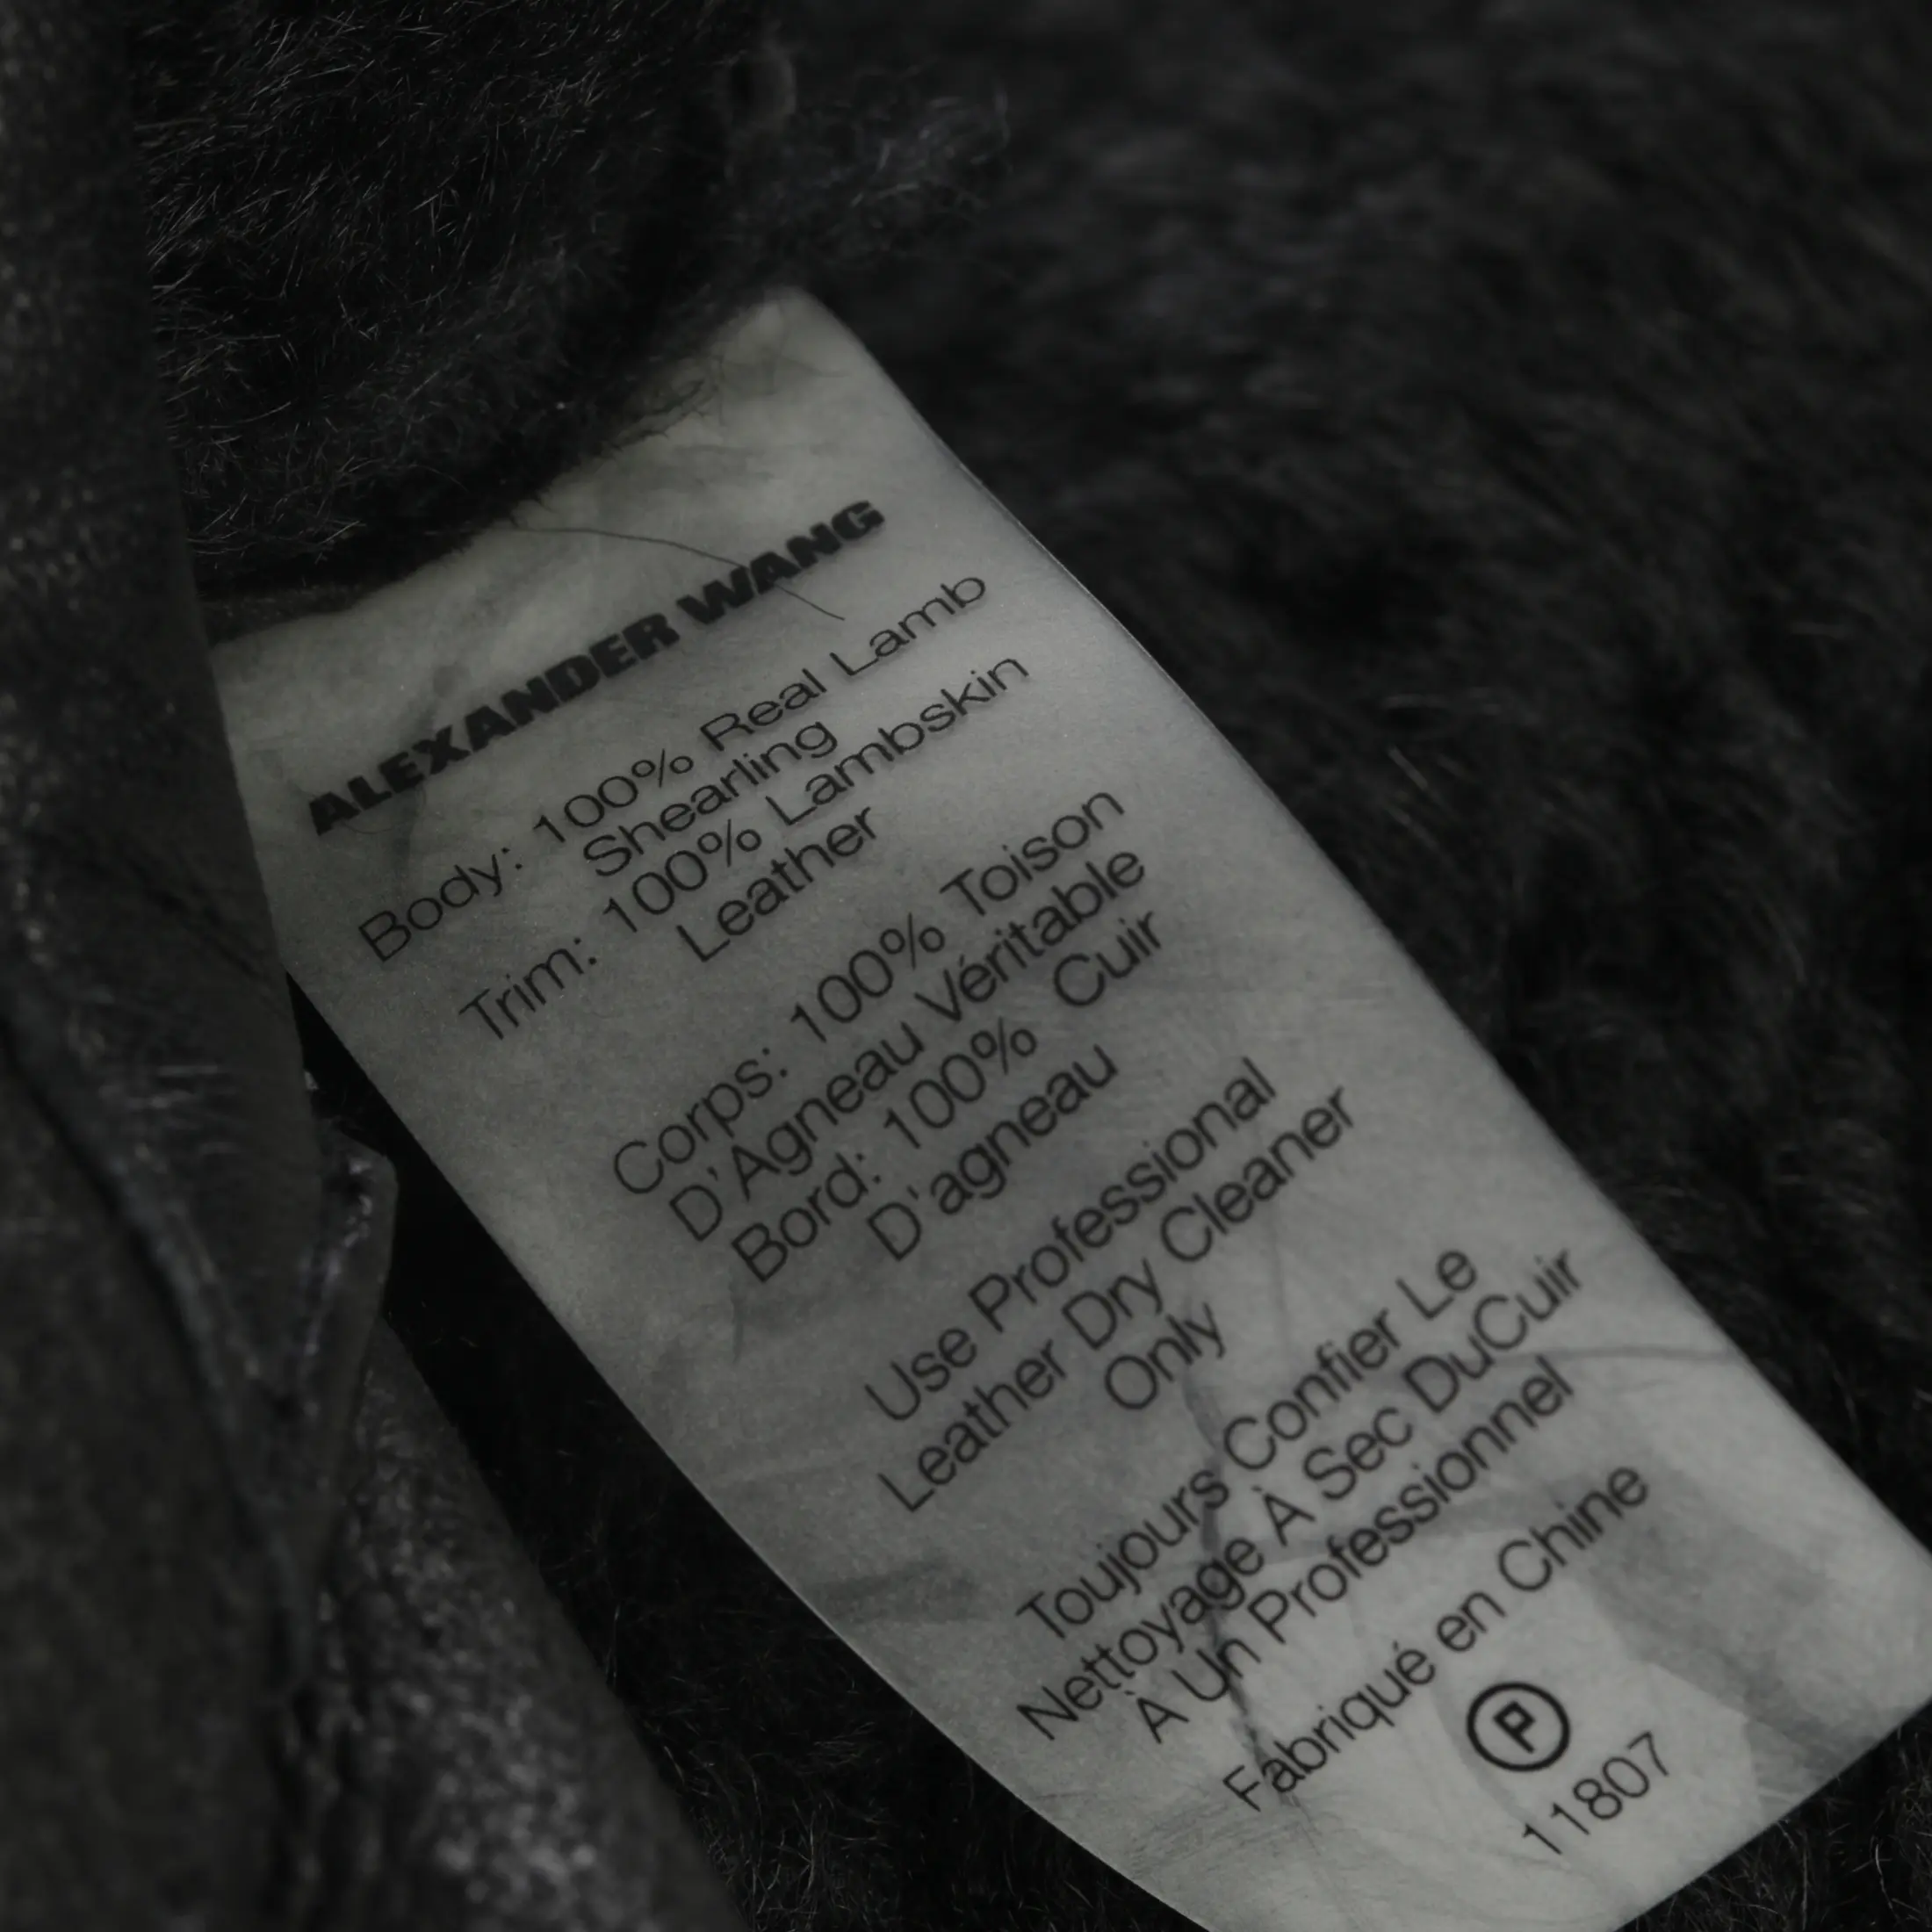 ALEXANDER WANG
Body: 100% Real Lamb
Shearling
Trim: 100% Lambskin
Leather
Corps: 100% Toison
D'Agneau Véritable
Bord: 100% Cuir
D'agneau
Use Professional
Leather Dry Cleaner
Only
Toujours Confier Le
Nettoyage À Sec DuCuir
À Un Professionnel
Fabriqué en Chine
P
11807